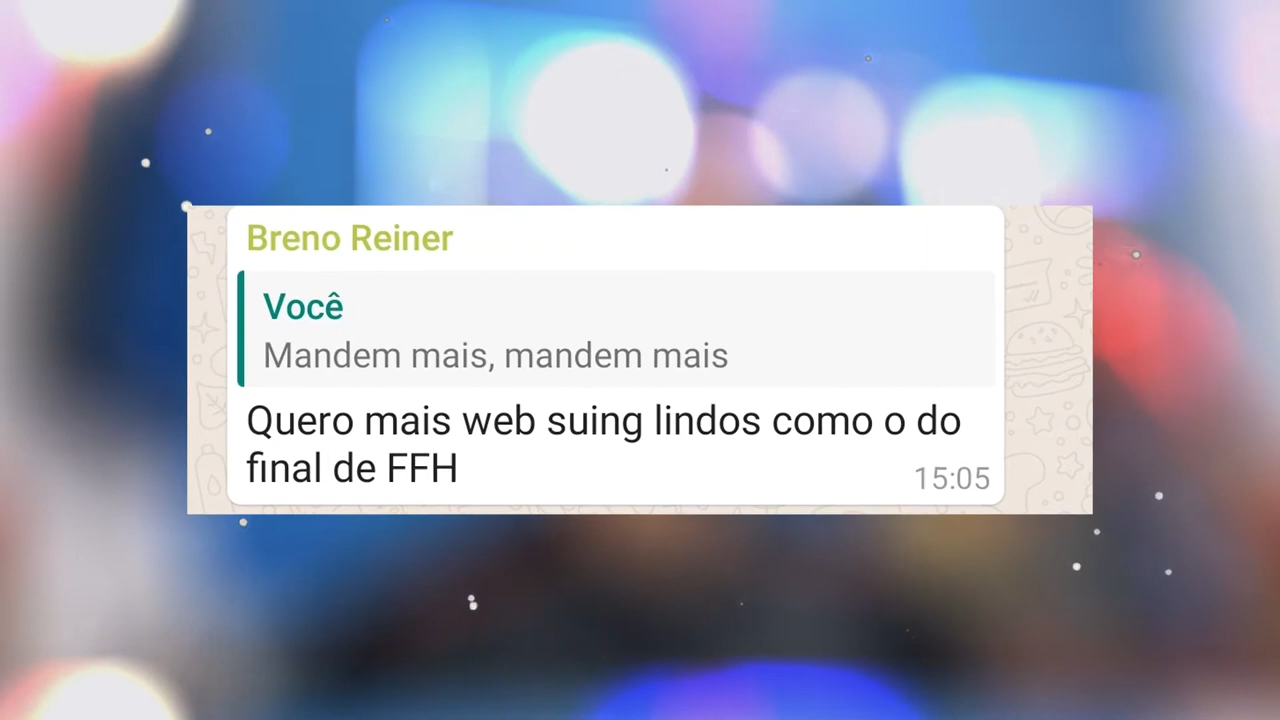 Breno Reiner
Você
Mandem mais, mandem mais
Quero mais web suing lindos como o do
final de FFH
15:05